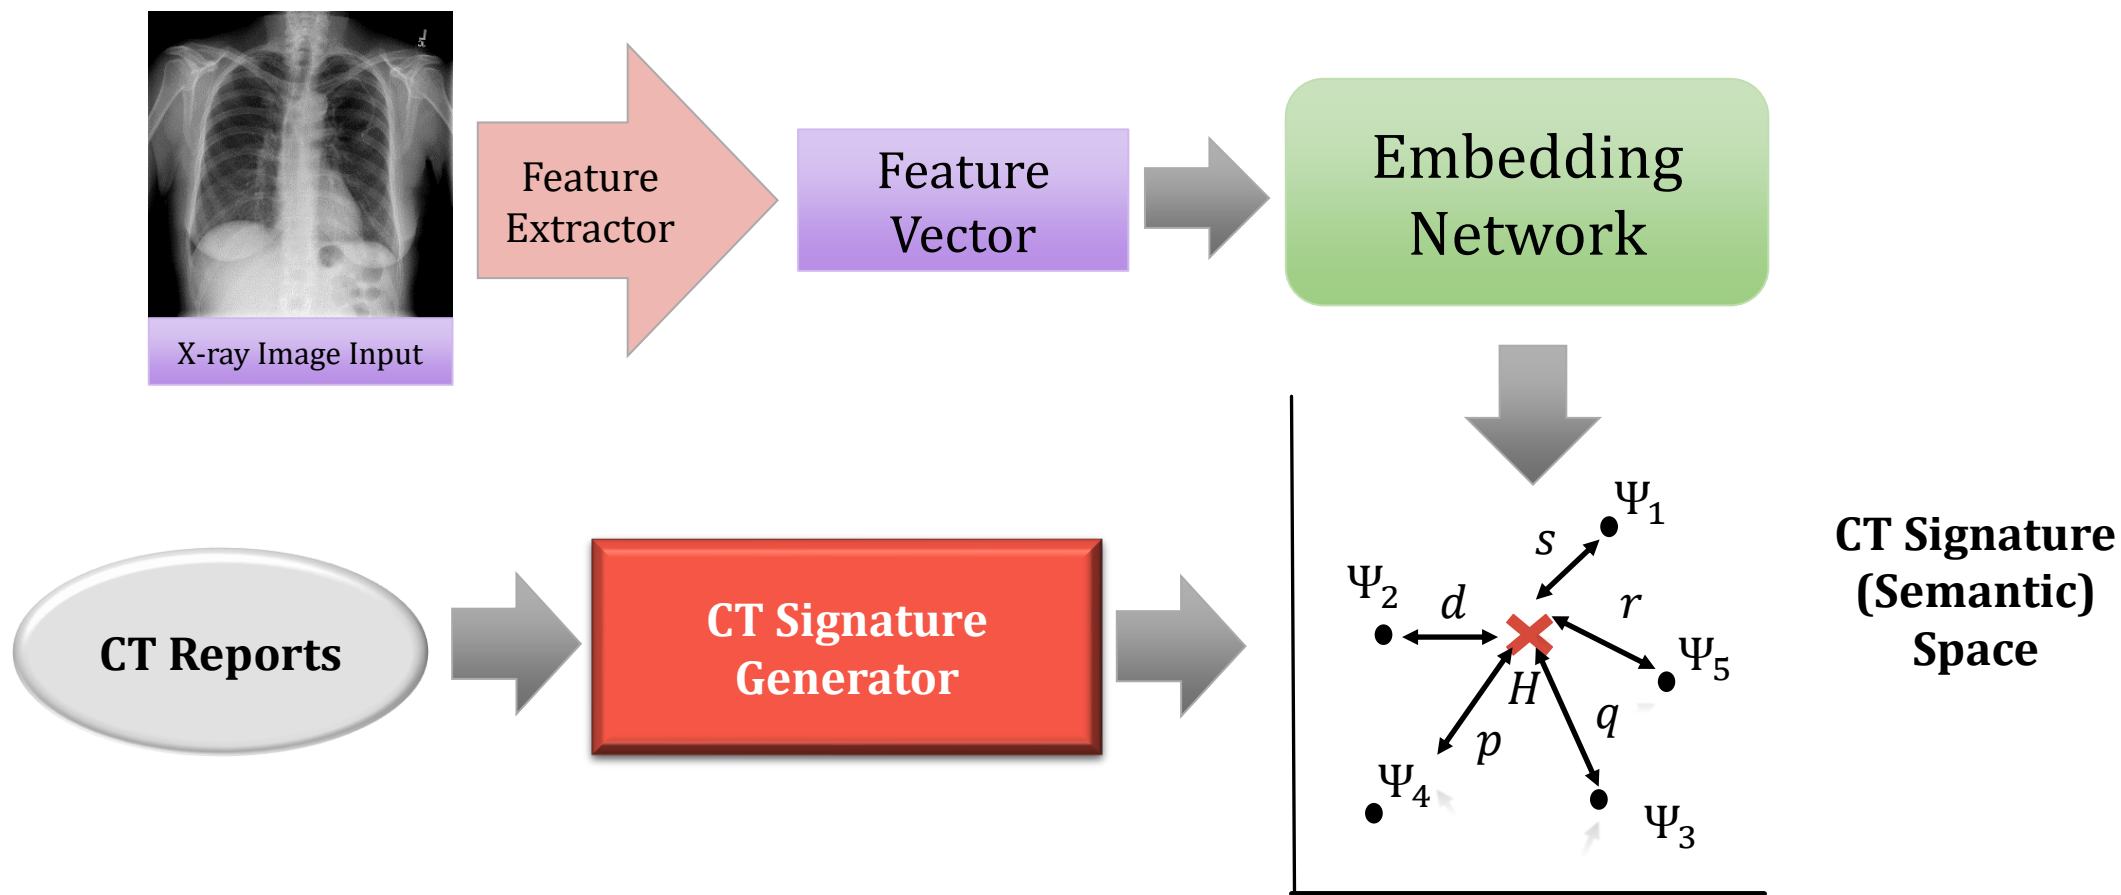 Feature
Extractor
Feature
Vector
Embedding
Network
X-ray Image Input
CT Reports
CT Signature
Generator
Ψ1
s
Ψ2
d
r
Ψ5
H
q
p
Ψ4
Ψ3
CT Signature
(Semantic)
Space